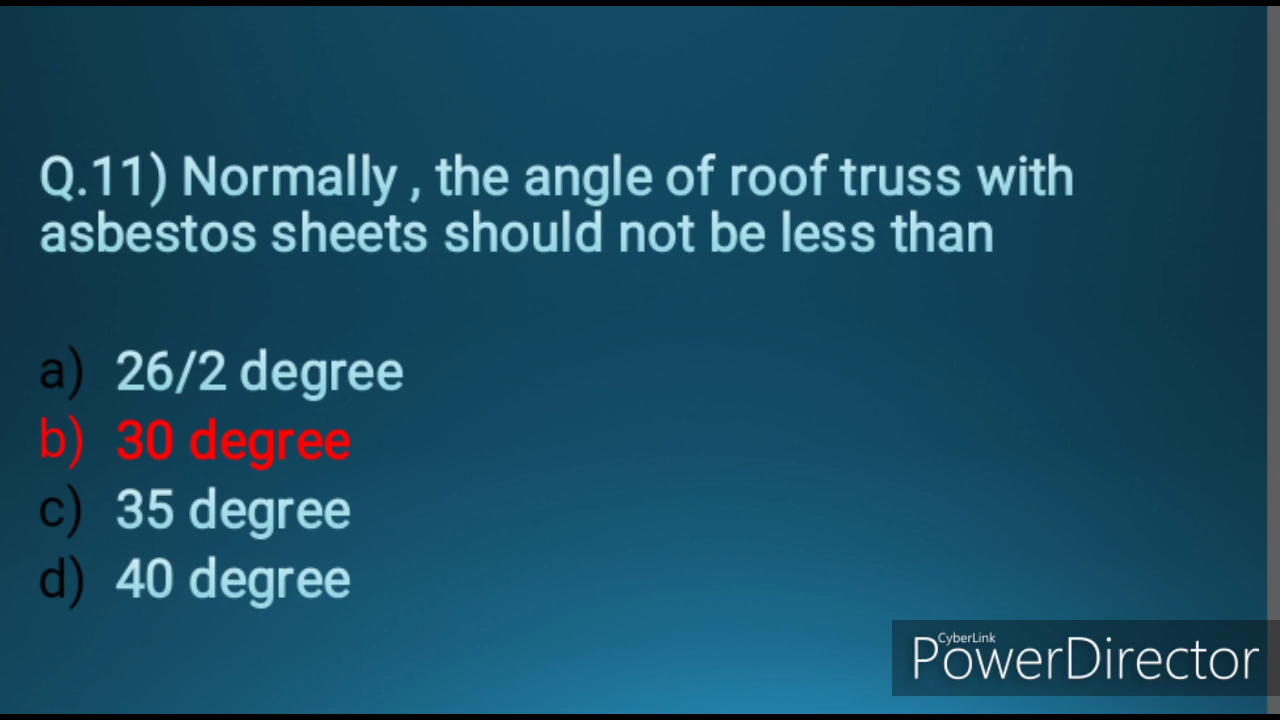 Q.11) Normally , the angle of roof truss with
asbestos sheets should not be less than
a) 26/2 degree
b) 30 degree
c) 35 degree
d) 40 degree
CyberLink
PowerDirector